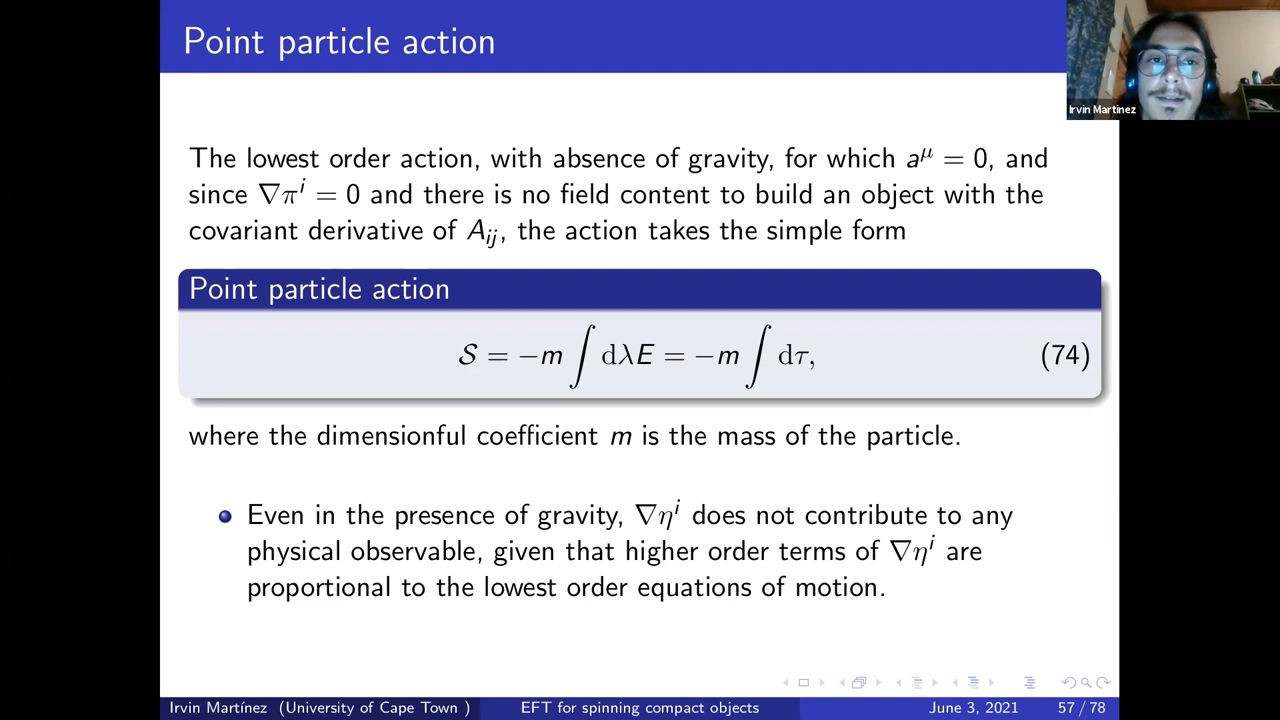 Point particle action
Irvin Martinez
The lowest order action, with absence of gravity, for which a^μ = 0, and
since ∇π^i = 0 and there is no field content to build an object with the
covariant derivative of A_ij, the action takes the simple form
Point particle action
𝒮 = −m ∫ dλE = −m ∫ dτ, (74)
where the dimensionful coefficient m is the mass of the particle.
Even in the presence of gravity, ∇η^i does not contribute to any
physical observable, given that higher order terms of ∇η^i are
proportional to the lowest order equations of motion.
Irvin Martínez (University of Cape Town ) EFT for spinning compact objects June 3, 2021 57 / 78